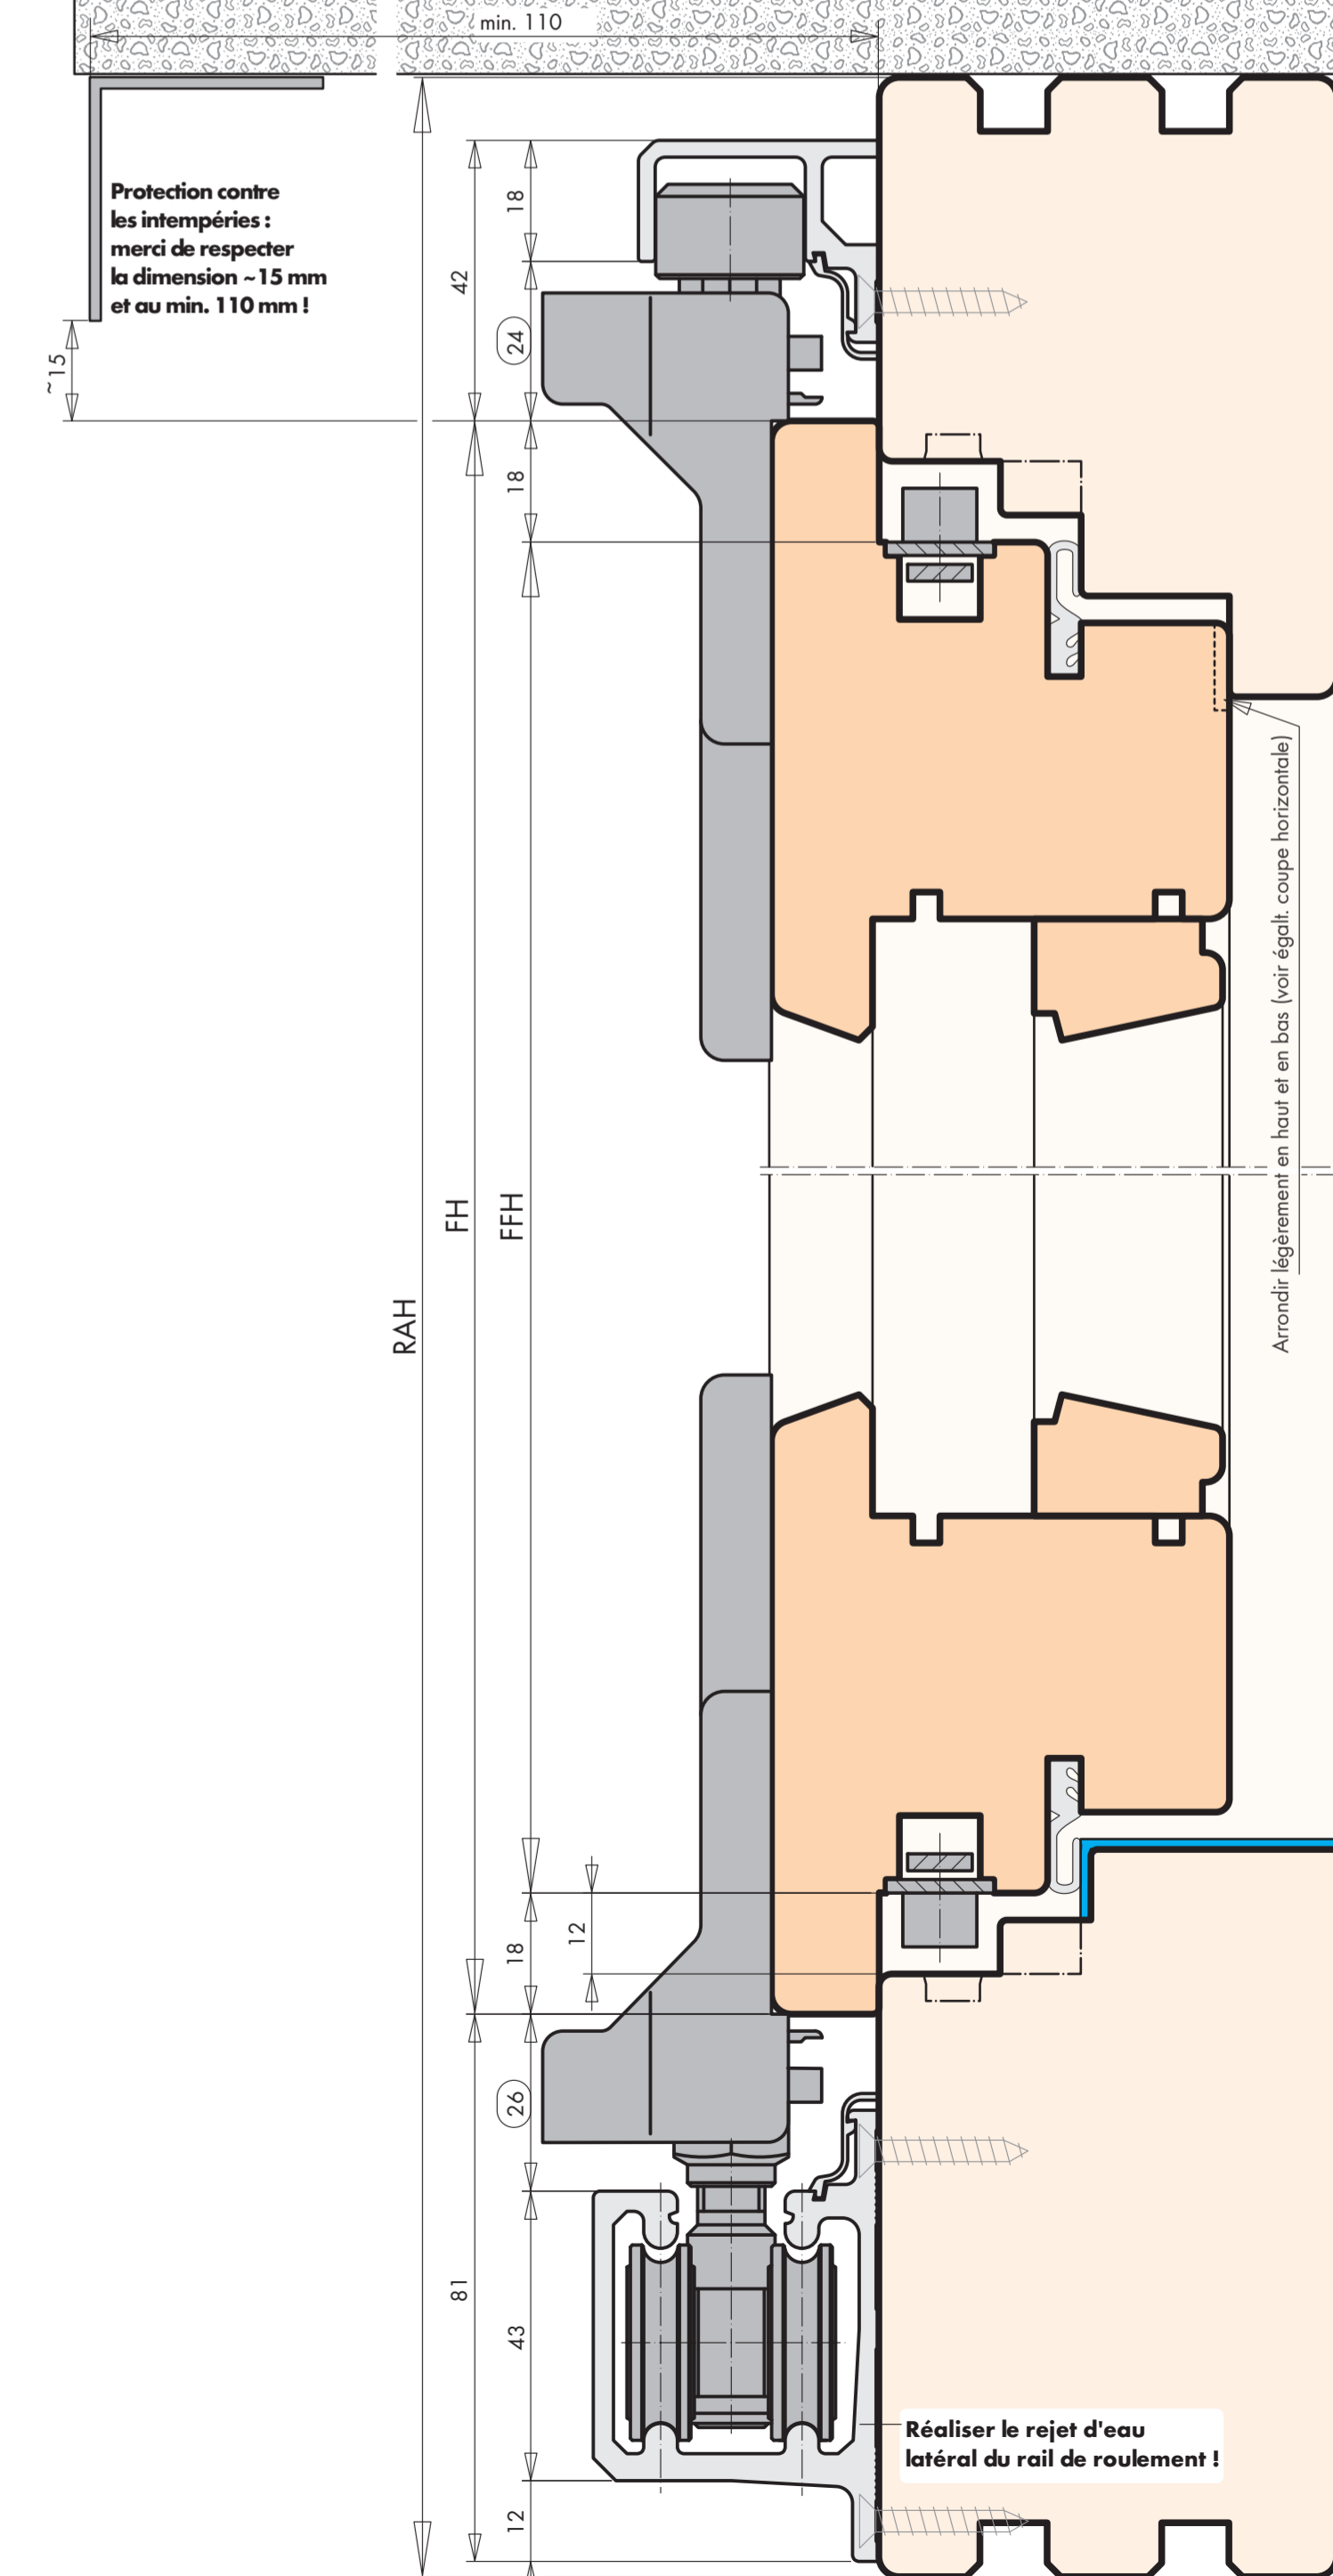 min. 110
Protection contre
les intempéries :
merci de respecter
la dimension ~15 mm
et au min. 110 mm !
~15
18
42
24
18
Arrondir légèrement en haut et en bas (voir égalt. coupe horizontale)
FH
FFH
RAH
12
18
26
81
43
Réaliser le rejet d'eau
latéral du rail de roulement !
12